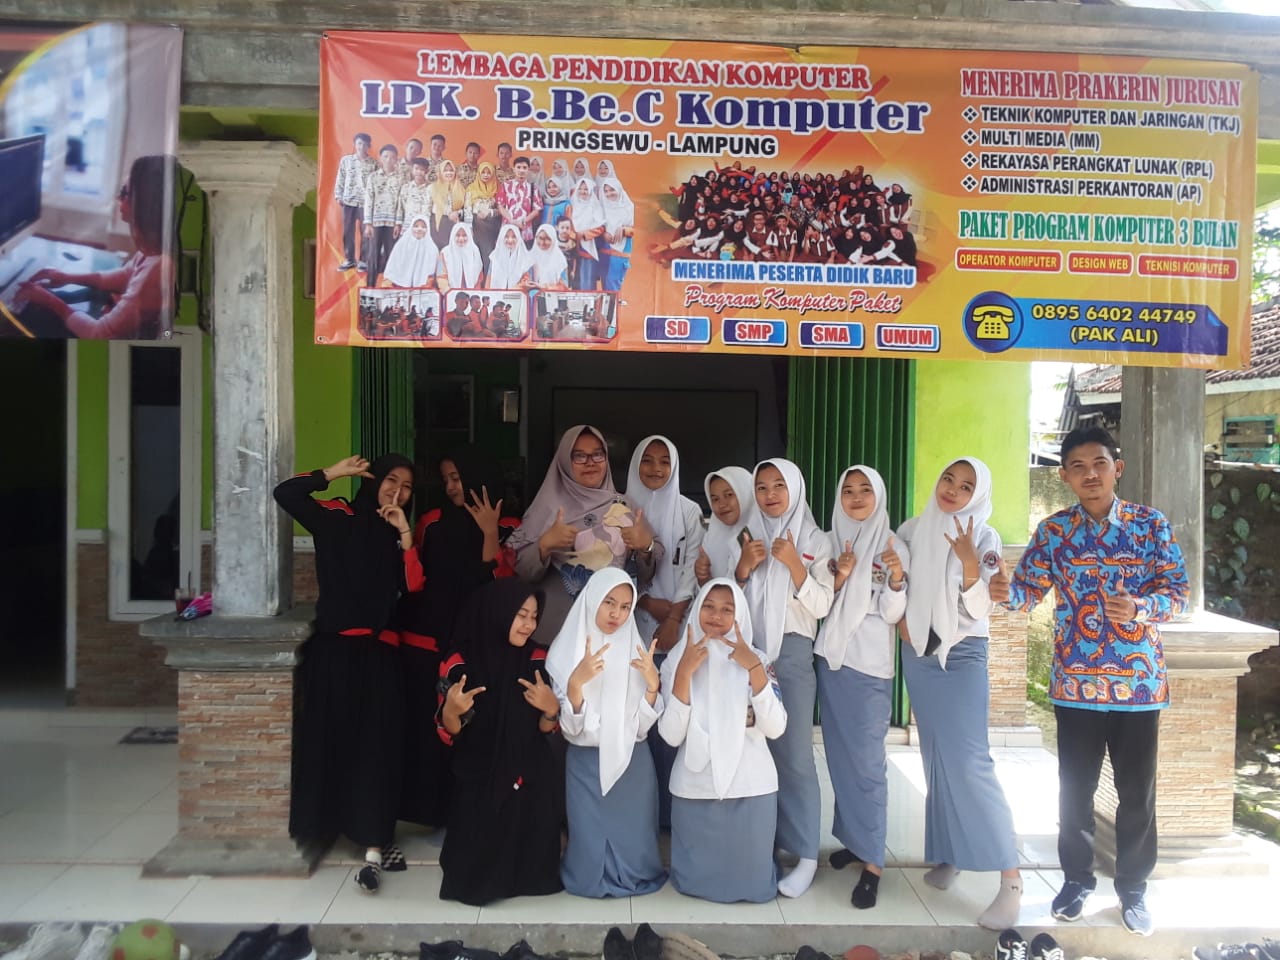 LEMBAGA PENDIDIKAN KOMPUTER
LPK. B.Be.C Komputer
PRINGSEWU - LAMPUNG
MENERIMA PESERTA DIDIK BARU
Program Komputer Paket
SD SMP SMA UMUM
MENERIMA PRAKERIN JURUSAN
❖ TEKNIK KOMPUTER DAN JARINGAN (TKJ)
❖ MULTI MEDIA (MM)
❖ REKAYASA PERANGKAT LUNAK (RPL)
❖ ADMINISTRASI PERKANTORAN (AP)
PAKET PROGRAM KOMPUTER 3 BULAN
OPERATOR KOMPUTER DESIGN WEB TEKNISI KOMPUTER
0895 6402 44749
(PAK ALI)